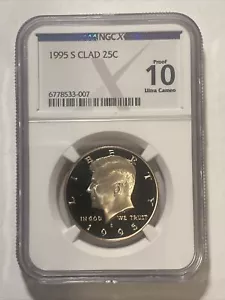 NGCX
1995 S CLAD 25C
Proof
10
Ultra Cameo
6778533-007
LIBERTY
IN GOD WE TRUST
S
1995